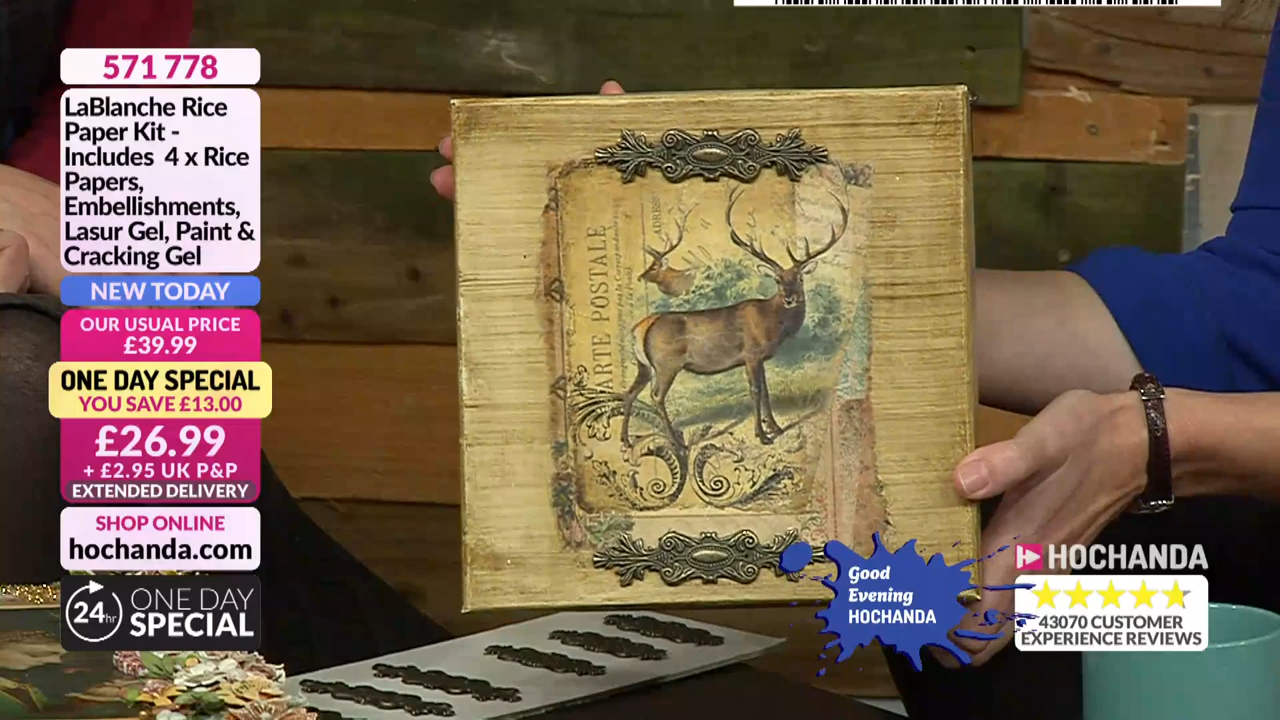 571 778
LaBlanche Rice
Paper Kit -
Includes 4 x Rice
Papers,
Embellishments,
Lasur Gel, Paint &
Cracking Gel
NEW TODAY
OUR USUAL PRICE
£39.99
ONE DAY SPECIAL
YOU SAVE £13.00
£26.99
+ £2.95 UK P&P
EXTENDED DELIVERY
SHOP ONLINE
hochanda.com
24hr
ONE DAY
SPECIAL
ARTE POSTALE
Good
Evening
HOCHANDA
HOCHANDA
43070 CUSTOMER
EXPERIENCE REVIEWS